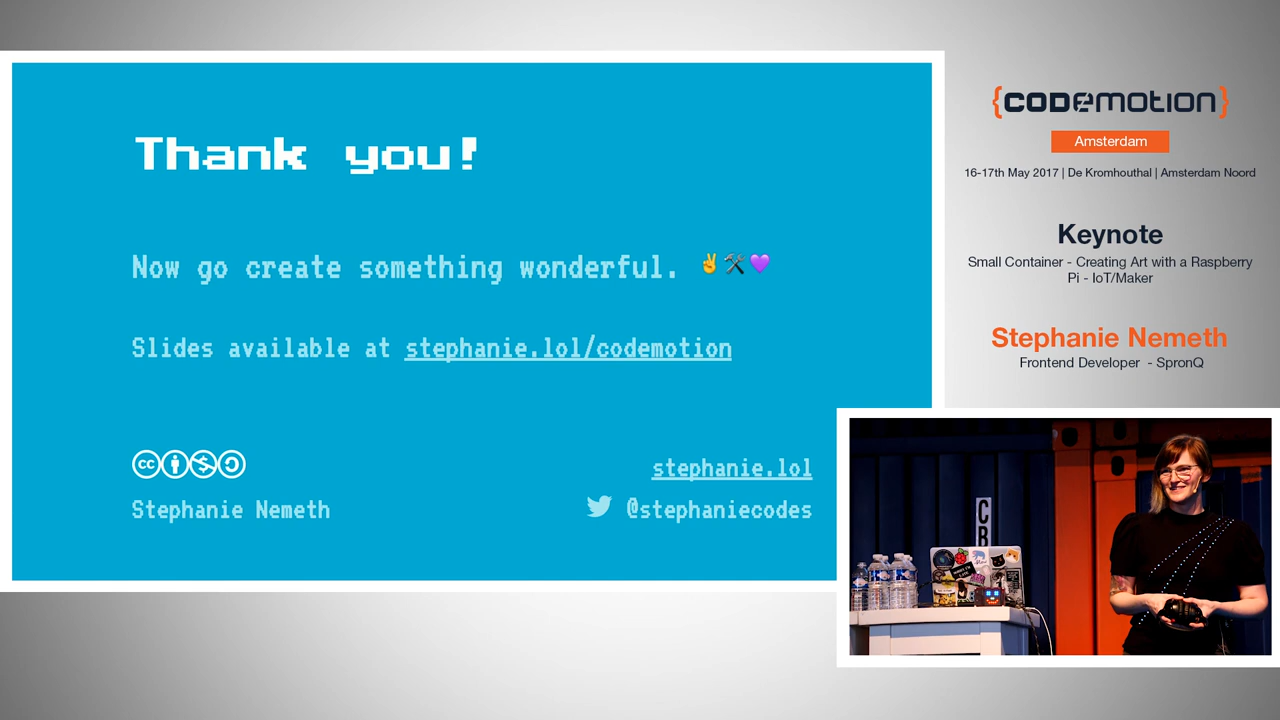 Thank you!
Now go create something wonderful. ✌🛠💜
Slides available at stephanie.lol/codemotion
Stephanie Nemeth
stephanie.lol
@stephaniecodes
{CODEMOTION}
Amsterdam
16-17th May 2017 | De Kromhouthal | Amsterdam Noord
Keynote
Small Container - Creating Art with a Raspberry
Pi - IoT/Maker
Stephanie Nemeth
Frontend Developer - SpronQ
cc
C
B